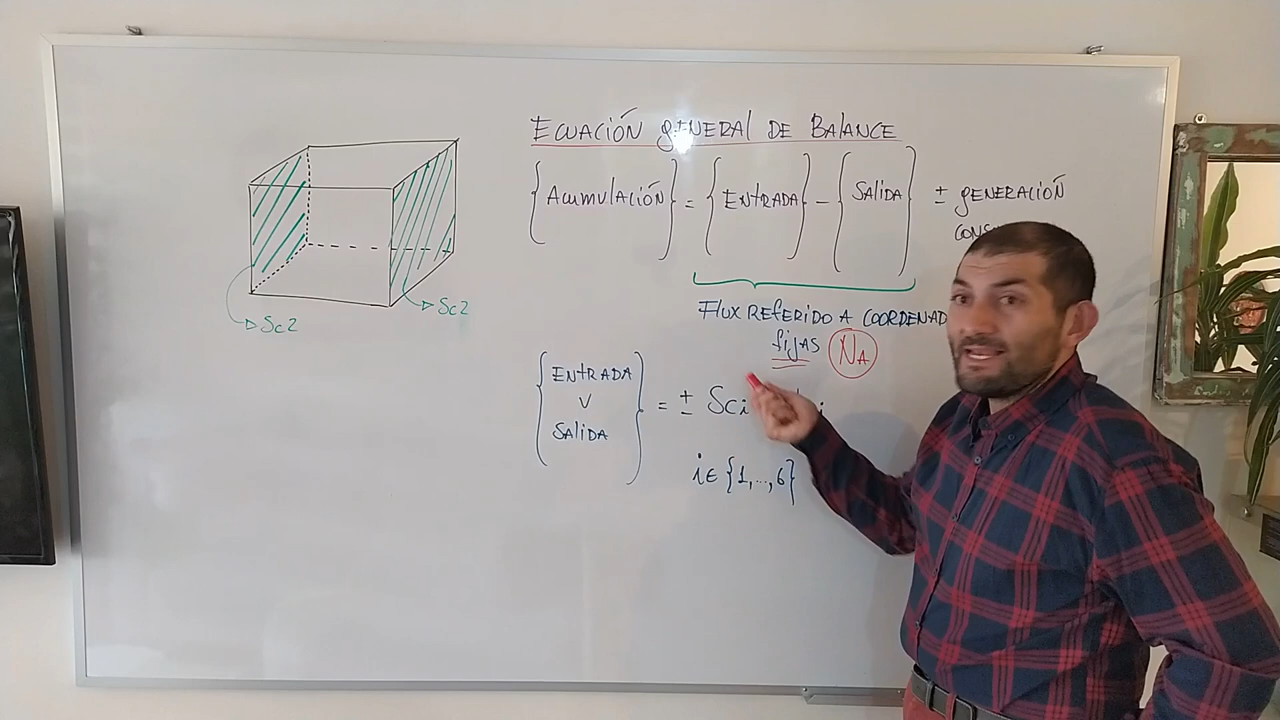 ECUACIÓN gENERAL DE BALANCE
{Acumulación} = {ENTRADA} - {SALIDA} ± gENERACIÓN
FLUX REFERIDO A COORDENAD
fijAS NA
{ENTRADA
V
SALIDA} = ± Sci
i∈{1,...,6}
Sc2
Sc2